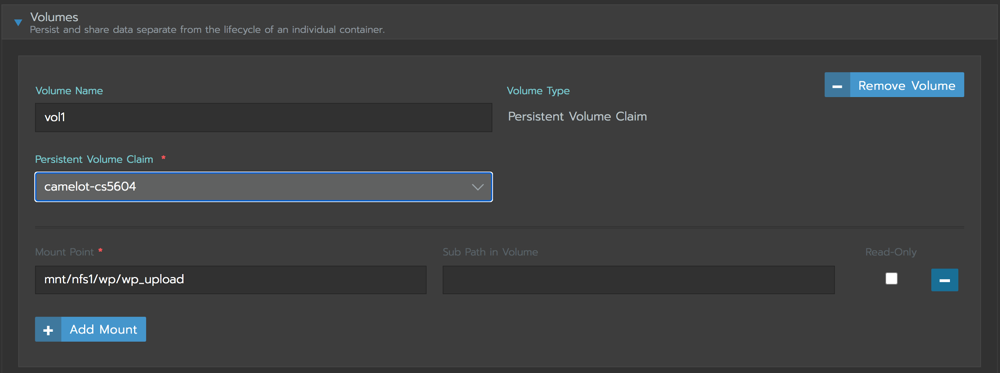 Volumes
Persist and share data separate from the lifecycle of an individual container.
Remove Volume
Volume Name
Volume Type
vol1
Persistent Volume Claim
Persistent Volume Claim *
camelot-cs5604
Mount Point *
Sub Path in Volume
Read-Only
mnt/nfs1/wp/wp_upload
Add Mount